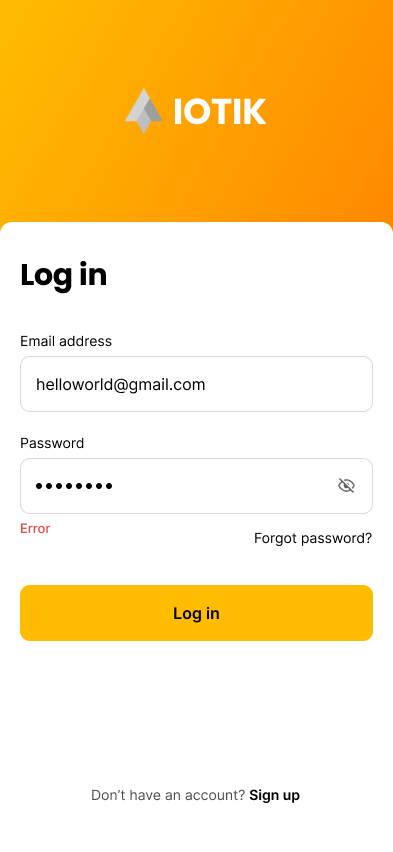 IOTIK
Log in
Email address
helloworld@gmail.com
Password
••••••••
Error
Forgot password?
Log in
Don’t have an account? Sign up